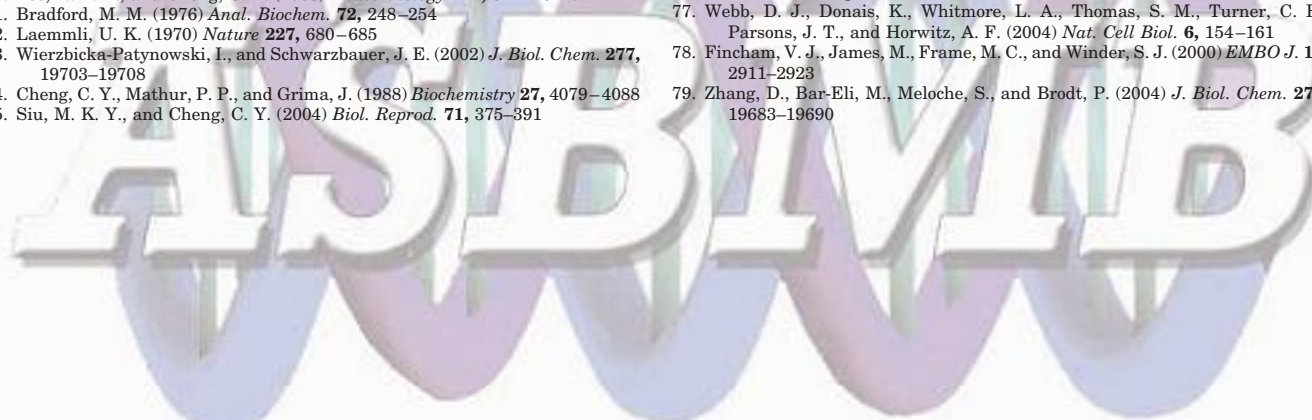 . Bradford, M. M. (1976) Anal. Biochem. 72, 248–254
. Laemmli, U. K. (1970) Nature 227, 680–685
. Wierzbicka-Patynowski, I., and Schwarzbauer, J. E. (2002) J. Biol. Chem. 277,
19703–19708
. Cheng, C. Y., Mathur, P. P., and Grima, J. (1988) Biochemistry 27, 4079–4088
. Siu, M. K. Y., and Cheng, C. Y. (2004) Biol. Reprod. 71, 375–391
77. Webb, D. J., Donais, K., Whitmore, L. A., Thomas, S. M., Turner, C. E
Parsons, J. T., and Horwitz, A. F. (2004) Nat. Cell Biol. 6, 154–161
78. Fincham, V. J., James, M., Frame, M. C., and Winder, S. J. (2000) EMBO J. 1
2911–2923
79. Zhang, D., Bar-Eli, M., Meloche, S., and Brodt, P. (2004) J. Biol. Chem. 27
19683–19690
ASBMB